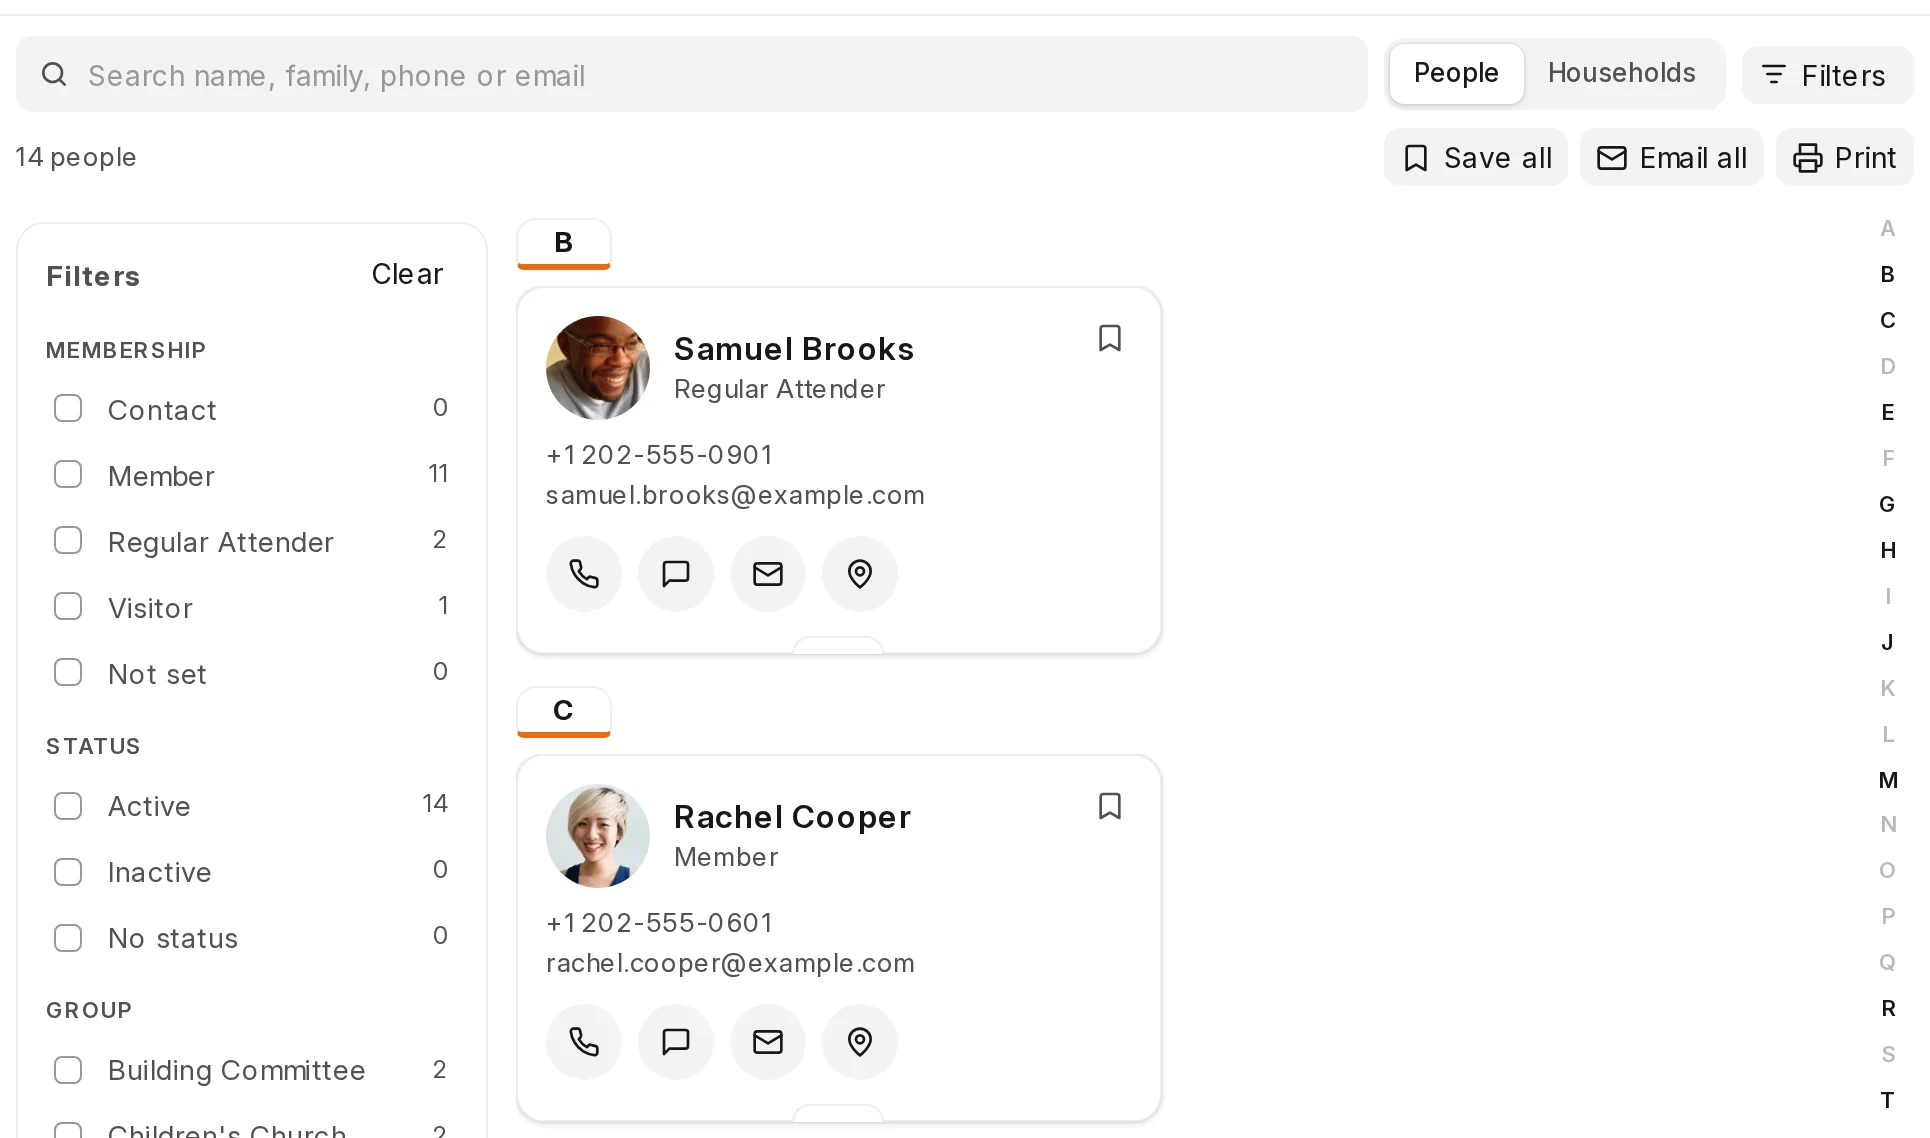 Search name, family, phone or email
People
Households
Filters
14 people
Save all
Email all
Print
Filters
Clear
MEMBERSHIP
Contact 0
Member 11
Regular Attender 2
Visitor 1
Not set 0
STATUS
Active 14
Inactive 0
No status 0
GROUP
Building Committee 2
Children's Church 2
B
Samuel Brooks
Regular Attender
+1 202-555-0901
samuel.brooks@example.com
C
Rachel Cooper
Member
+1 202-555-0601
rachel.cooper@example.com
A
B
C
D
E
F
G
H
I
J
K
L
M
N
O
P
Q
R
S
T